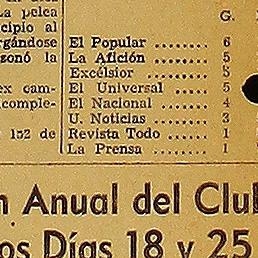 La pelea
cipio al
rgándose
zonó la
ex cam-
comple-
152 de
G.
El Popular ...... 6
La Afición ...... 5
Excélsior ........
El Universal ..... 5
El Nacional ...... 4
U. Noticias ...... 3
Revista Todo ..... 1
La Prensa ....... 1
n Anual del Clu
os Días 18 y 25